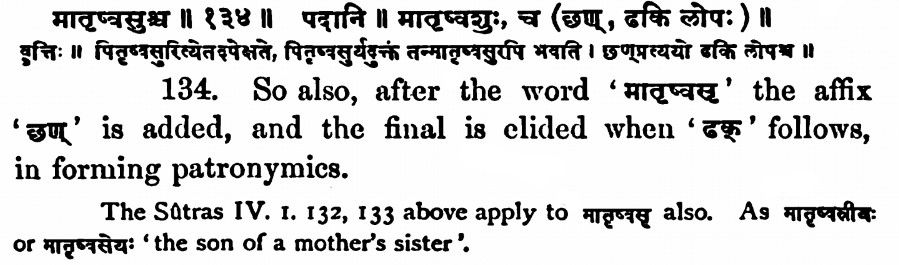 मातृष्वसुश्च ॥ १३४ ॥ पदानि ॥ मातृष्वशुः, च (छण्, ढकि लोपः) ॥
वृत्तिः ॥ पितृष्वसुरित्येतदपेक्षते, पितृष्वसुर्यदुक्तं तन्मातृष्वसुरपि भवति । छण्प्रत्ययो ढकि लोपश्च ॥
134. So also, after the word ‘मातृष्वसृ’ the affix
‘छण्’ is added, and the final is elided when ‘ढक्’ follows,
in forming patronymics.
The Sûtras IV. 1. 132, 133 above apply to मातृष्वसृ also. As मातृष्वस्रीयः
or मातृष्वसेयः ‘the son of a mother's sister’.